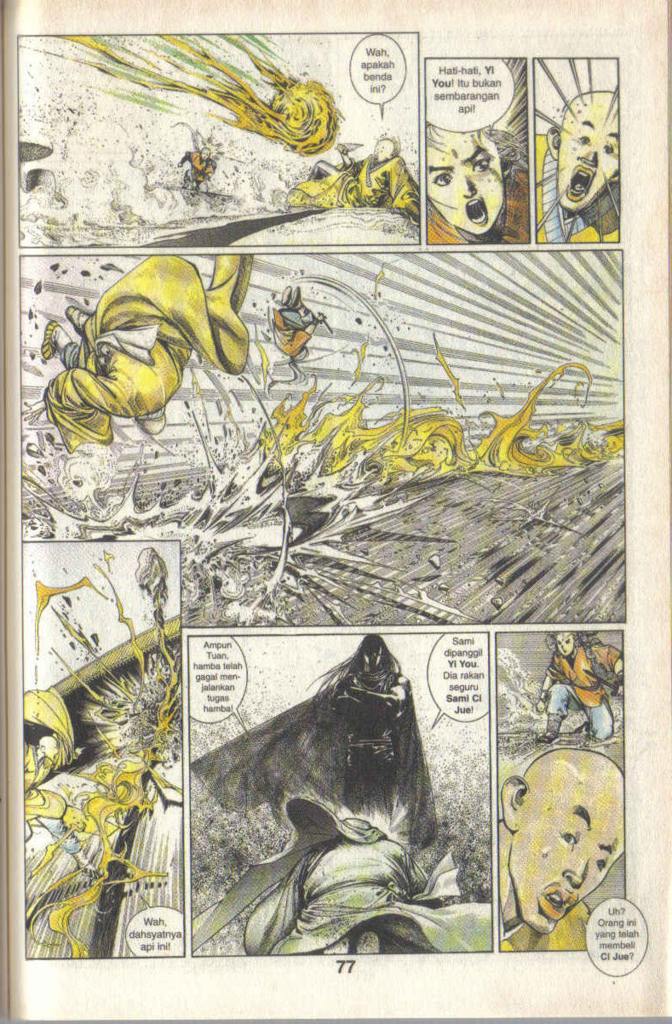 Wah,
apakah
benda
ini?
Hati-hati, Yi
You! Itu bukan
sembarangan
api!
Wah,
dahsyatnya
api ini!
Ampun
Tuan,
hamba telah
gagal men-
jalankan
tugas
hamba!
Sami
dipanggil
Yi You.
Dia rakan
seguru
Sami Ci
Jue!
Uh?
Orang ini
yang telah
membeli
Ci Jue?
77